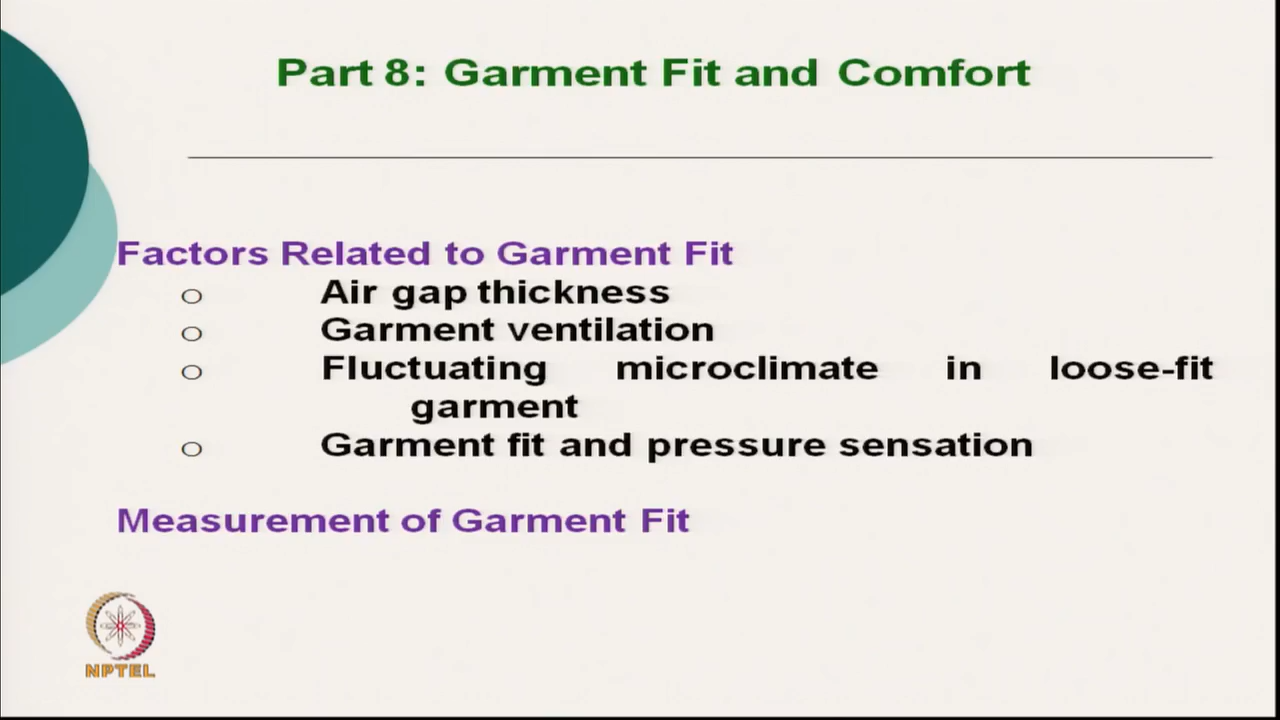 Part 8: Garment Fit and Comfort
Factors Related to Garment Fit
Air gap thickness
Garment ventilation
Fluctuating microclimate in loose-fit
garment
Garment fit and pressure sensation
Measurement of Garment Fit
NPTEL